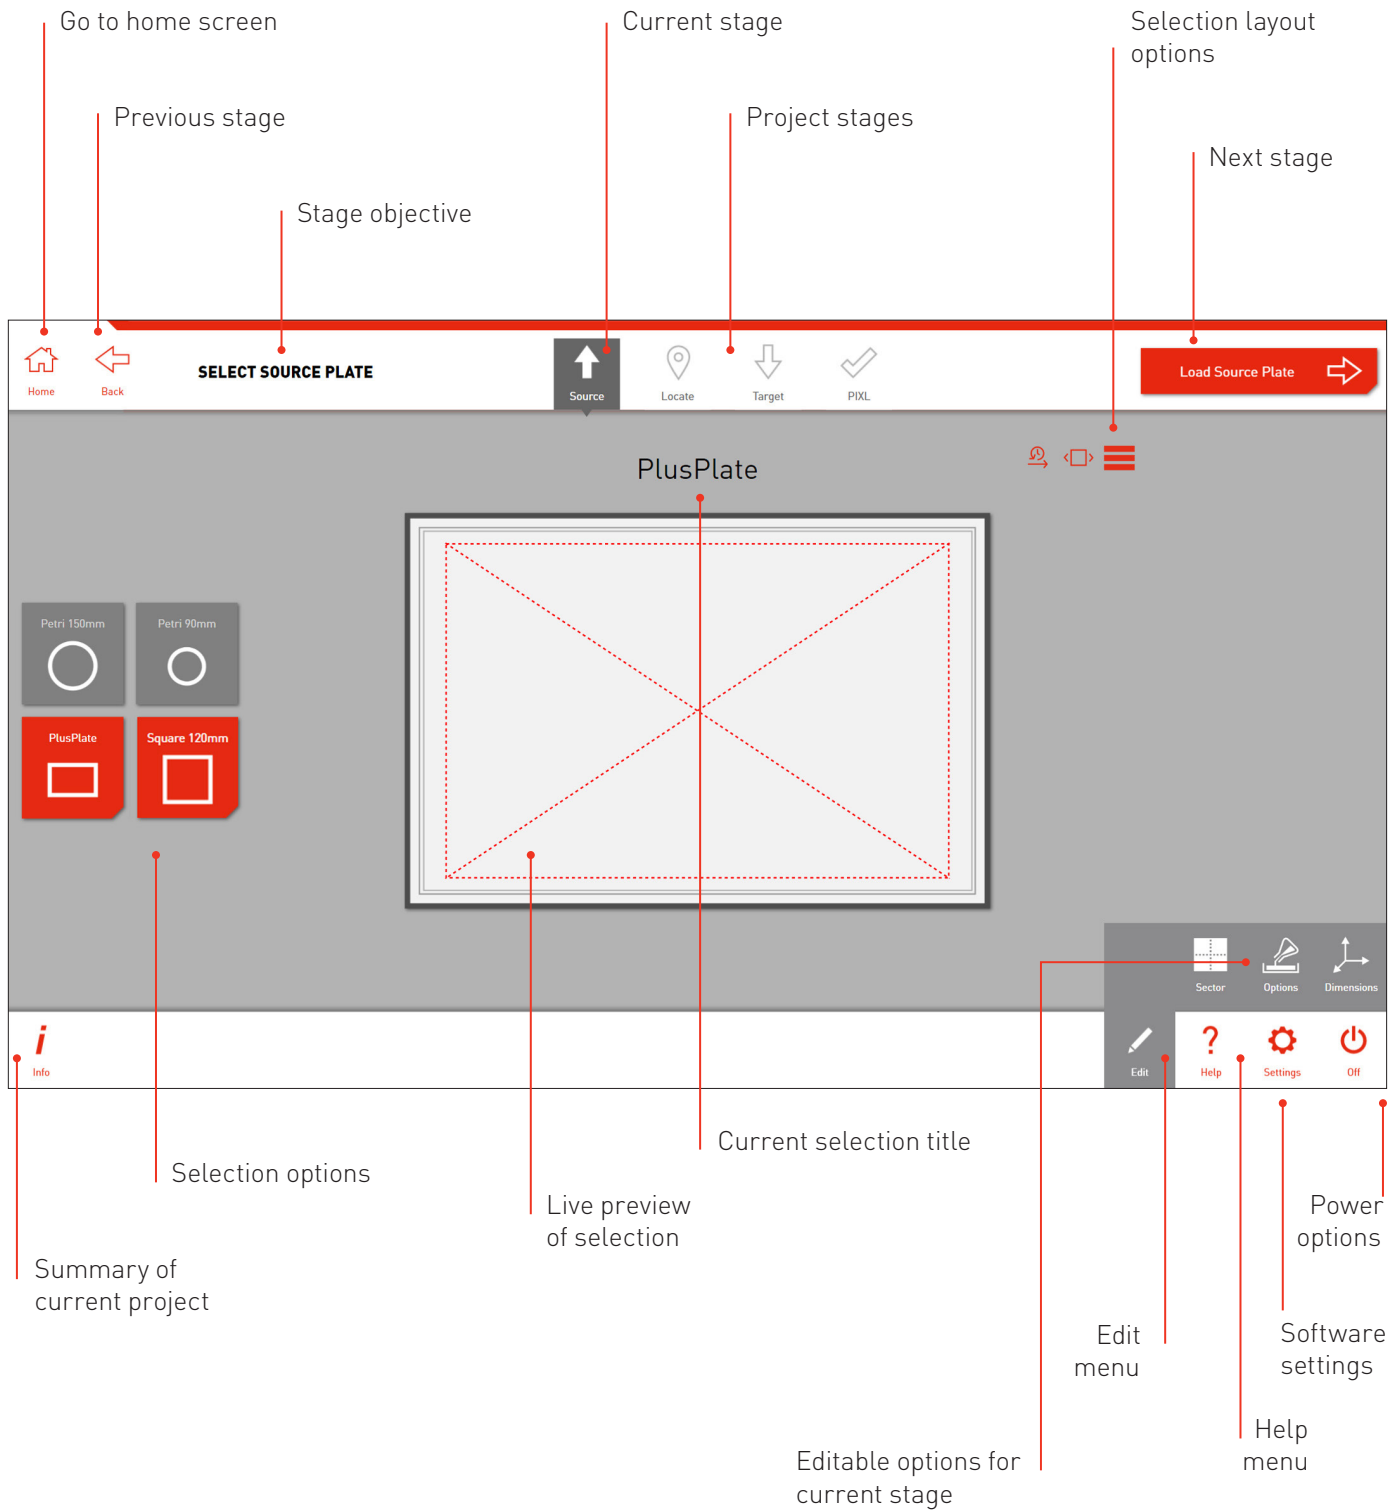 Go to home screen
Current stage
Selection layout
options
Previous stage
Project stages
Next stage
Stage objective
Home
Back
SELECT SOURCE PLATE
Source
Locate
Target
PIXL
Load Source Plate
PlusPlate
Petri 150mm
Petri 90mm
PlusPlate
Square 120mm
Sector
Options
Dimensions
i
Info
Edit
?
Help
Settings
Off
Current selection title
Selection options
Live preview
of selection
Power
options
Summary of
current project
Edit
menu
Software
settings
Help
menu
Editable options for
current stage